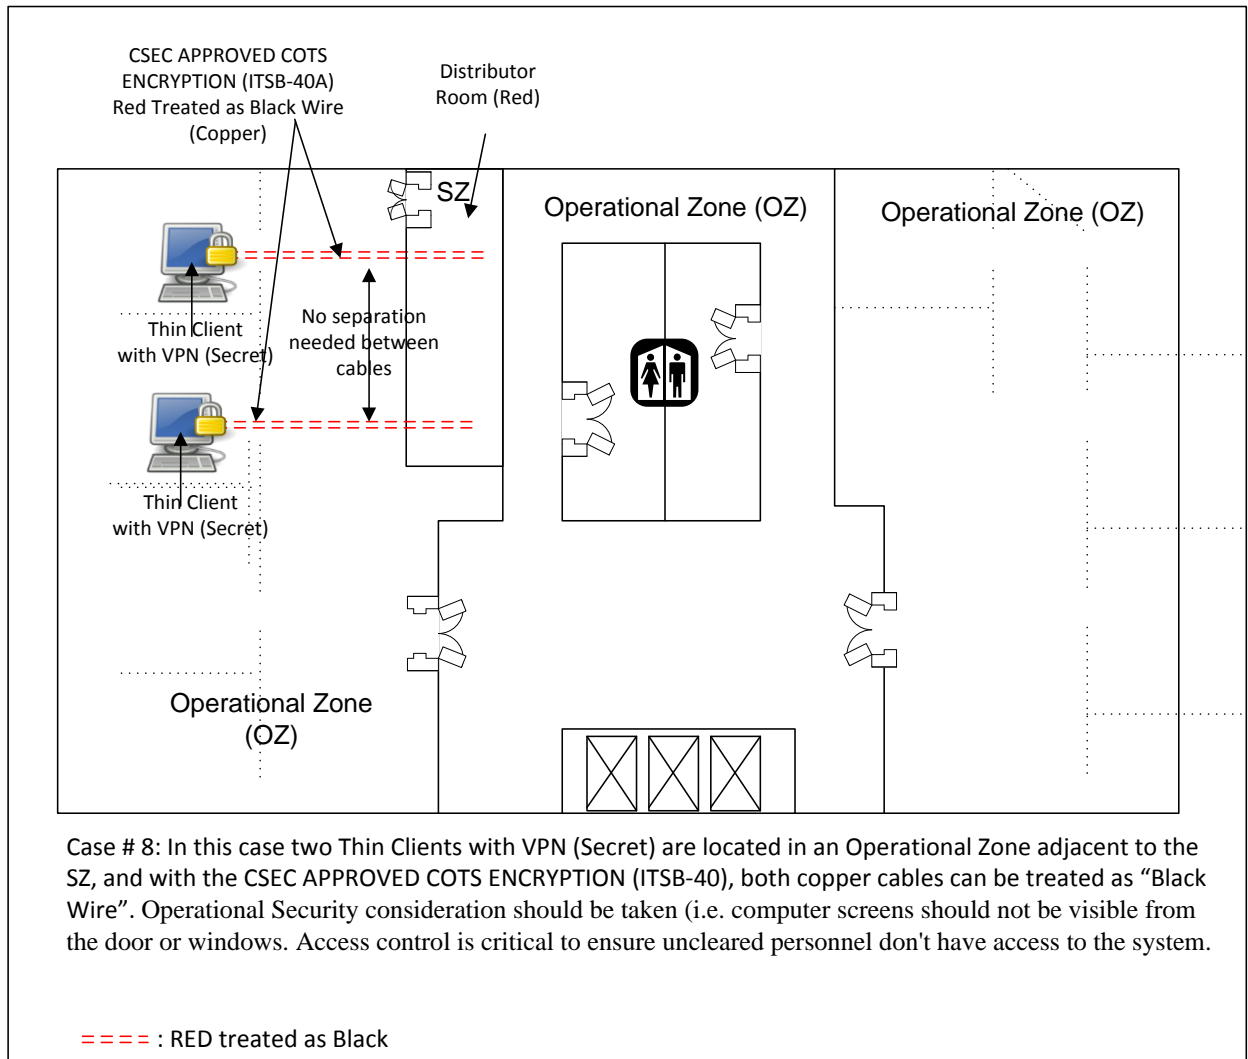 CSEC APPROVED COTS
ENCRYPTION (ITSB-40A)
Red Treated as Black Wire
(Copper)
Distributor
Room (Red)
SZ
Operational Zone (OZ)
Operational Zone (OZ)
Thin Client
with VPN (Secret)
No separation
needed between
cables
Thin Client
with VPN (Secret)
Operational Zone
(OZ)
Case # 8: In this case two Thin Clients with VPN (Secret) are located in an Operational Zone adjacent to the
SZ, and with the CSEC APPROVED COTS ENCRYPTION (ITSB-40), both copper cables can be treated as “Black
Wire”. Operational Security consideration should be taken (i.e. computer screens should not be visible from
the door or windows. Access control is critical to ensure uncleared personnel don't have access to the system.
==== : RED treated as Black